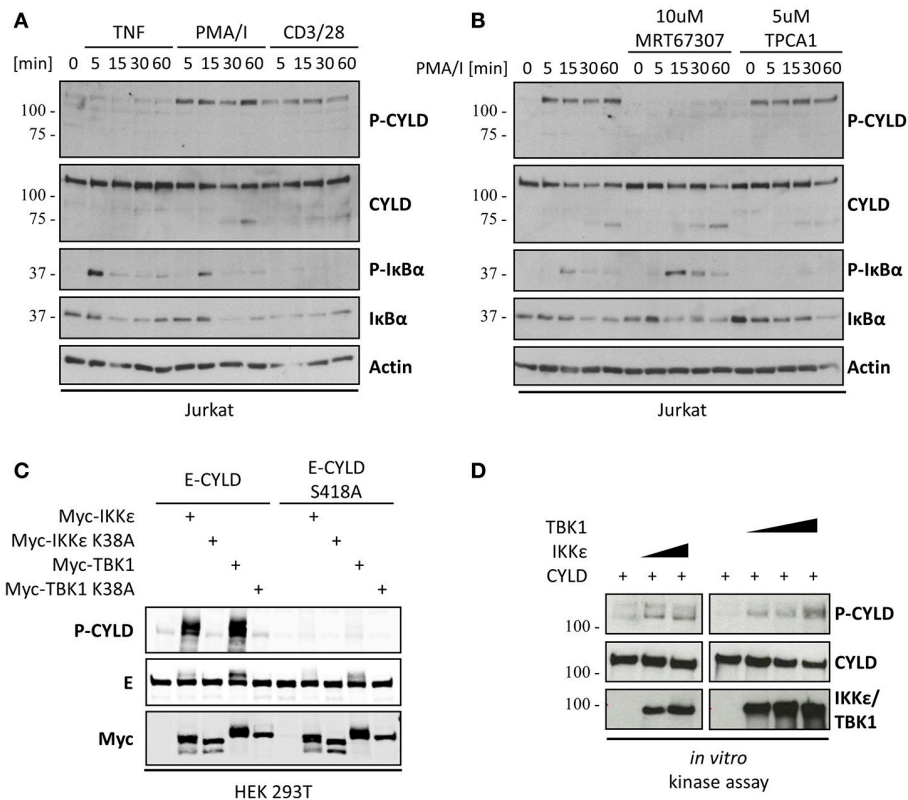 A
TNF PMA/I CD3/28
[min] 0 5 15 30 60 5 15 30 60 5 15 30 60
100 -
75 -
P-CYLD
100 -
75 -
CYLD
37 -
P-IκBα
37 -
IκBα
Actin
Jurkat
B
10uM 5uM
MRT67307 TPCA1
PMA/I [min] 0 5 15 30 60 0 5 15 30 60 0 5 15 30 60
100 -
75 -
P-CYLD
100 -
75 -
CYLD
37 -
P-IκBα
37 -
IκBα
Actin
Jurkat
C
E-CYLD E-CYLD
S418A
Myc-IKKε + +
Myc-IKKε K38A + +
Myc-TBK1 + +
Myc-TBK1 K38A + +
P-CYLD
E
Myc
HEK 293T
D
TBK1
IKKε
CYLD + + + + + + +
100 -
P-CYLD
100 -
CYLD
100 -
IKKε/
TBK1
in vitro
kinase assay